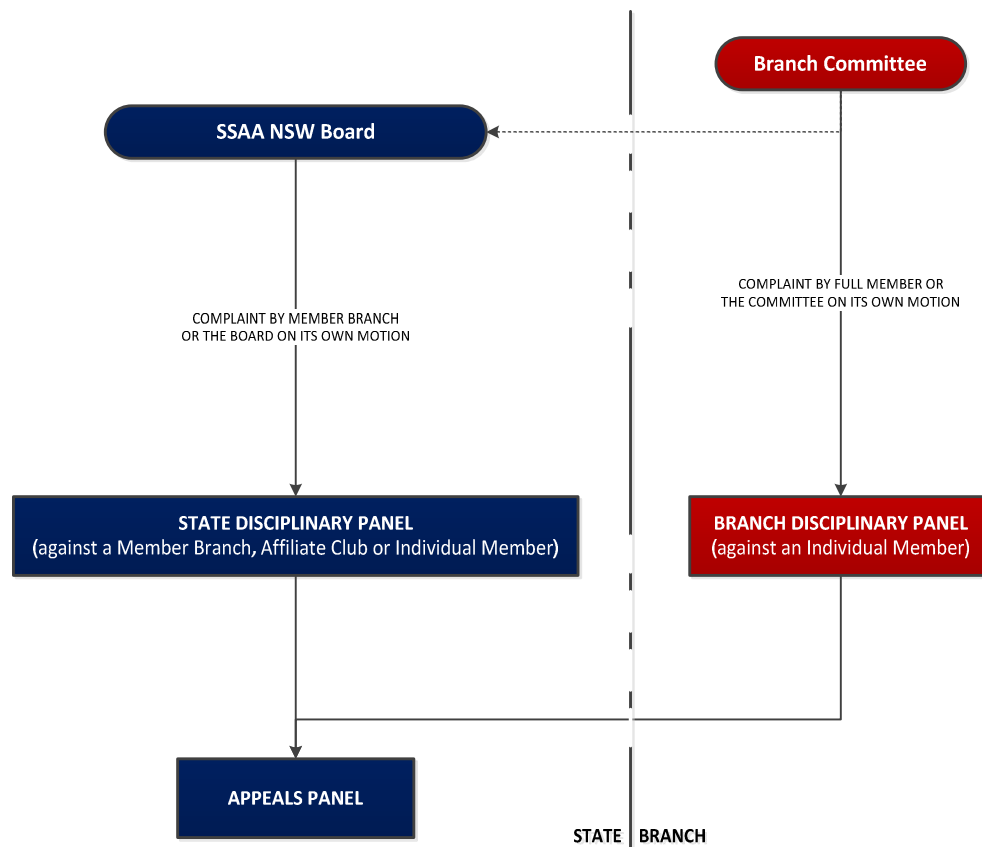 Branch Committee
SSAA NSW Board
COMPLAINT BY FULL MEMBER OR
THE COMMITTEE ON ITS OWN MOTION
COMPLAINT BY MEMBER BRANCH
OR THE BOARD ON ITS OWN MOTION
STATE DISCIPLINARY PANEL
(against a Member Branch, Affiliate Club or Individual Member)
BRANCH DISCIPLINARY PANEL
(against an Individual Member)
APPEALS PANEL
STATE
BRANCH